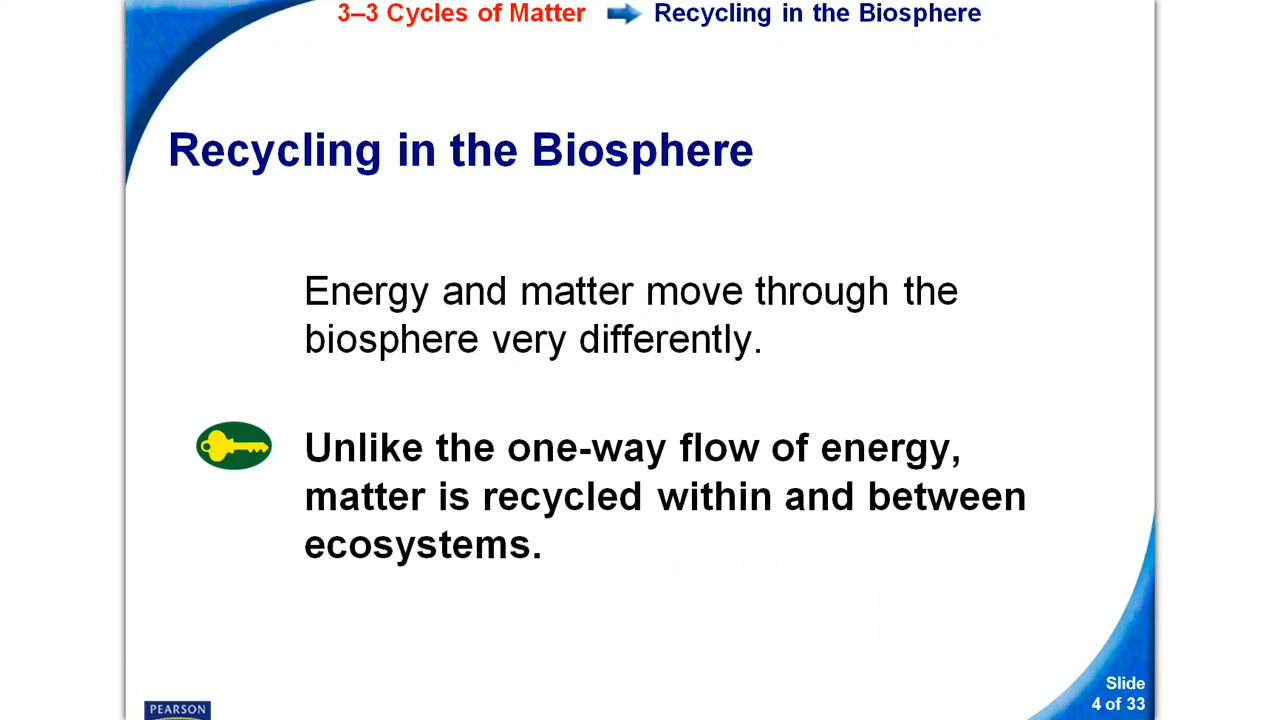 3–3 Cycles of Matter Recycling in the Biosphere
Recycling in the Biosphere
Energy and matter move through the
biosphere very differently.
Unlike the one-way flow of energy,
matter is recycled within and between
ecosystems.
Slide
4 of 33
PEARSON